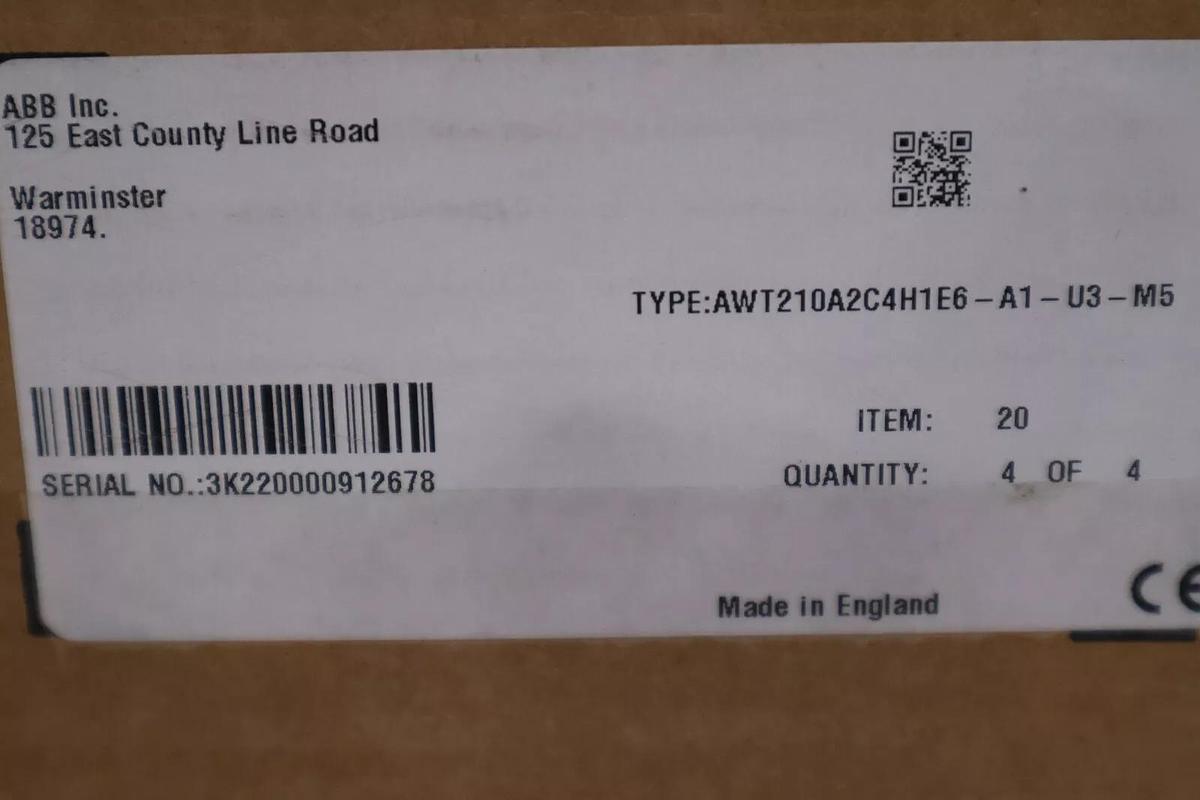 ABB Inc.
125 East County Line Road
Warminster
18974.
TYPE:AWT210A2C4H1E6-A1-U3-M5
SERIAL NO.:3K220000912678
ITEM: 20
QUANTITY: 4 OF 4
Made in England
CE